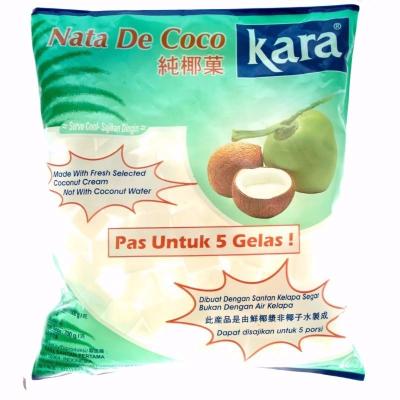 Nata De Coco
純椰菓
kara®
Serve Cool - Sajikan Dingin
Made With Fresh Selected
Coconut Cream
Not With Coconut Water
Pas Untuk 5 Gelas !
Dibuat Dengan Santan Kelapa Segar
Bukan Dengan Air Kelapa
此產品是由鮮椰漿非椰子水製成
Dapat disajikan untuk 5 porsi